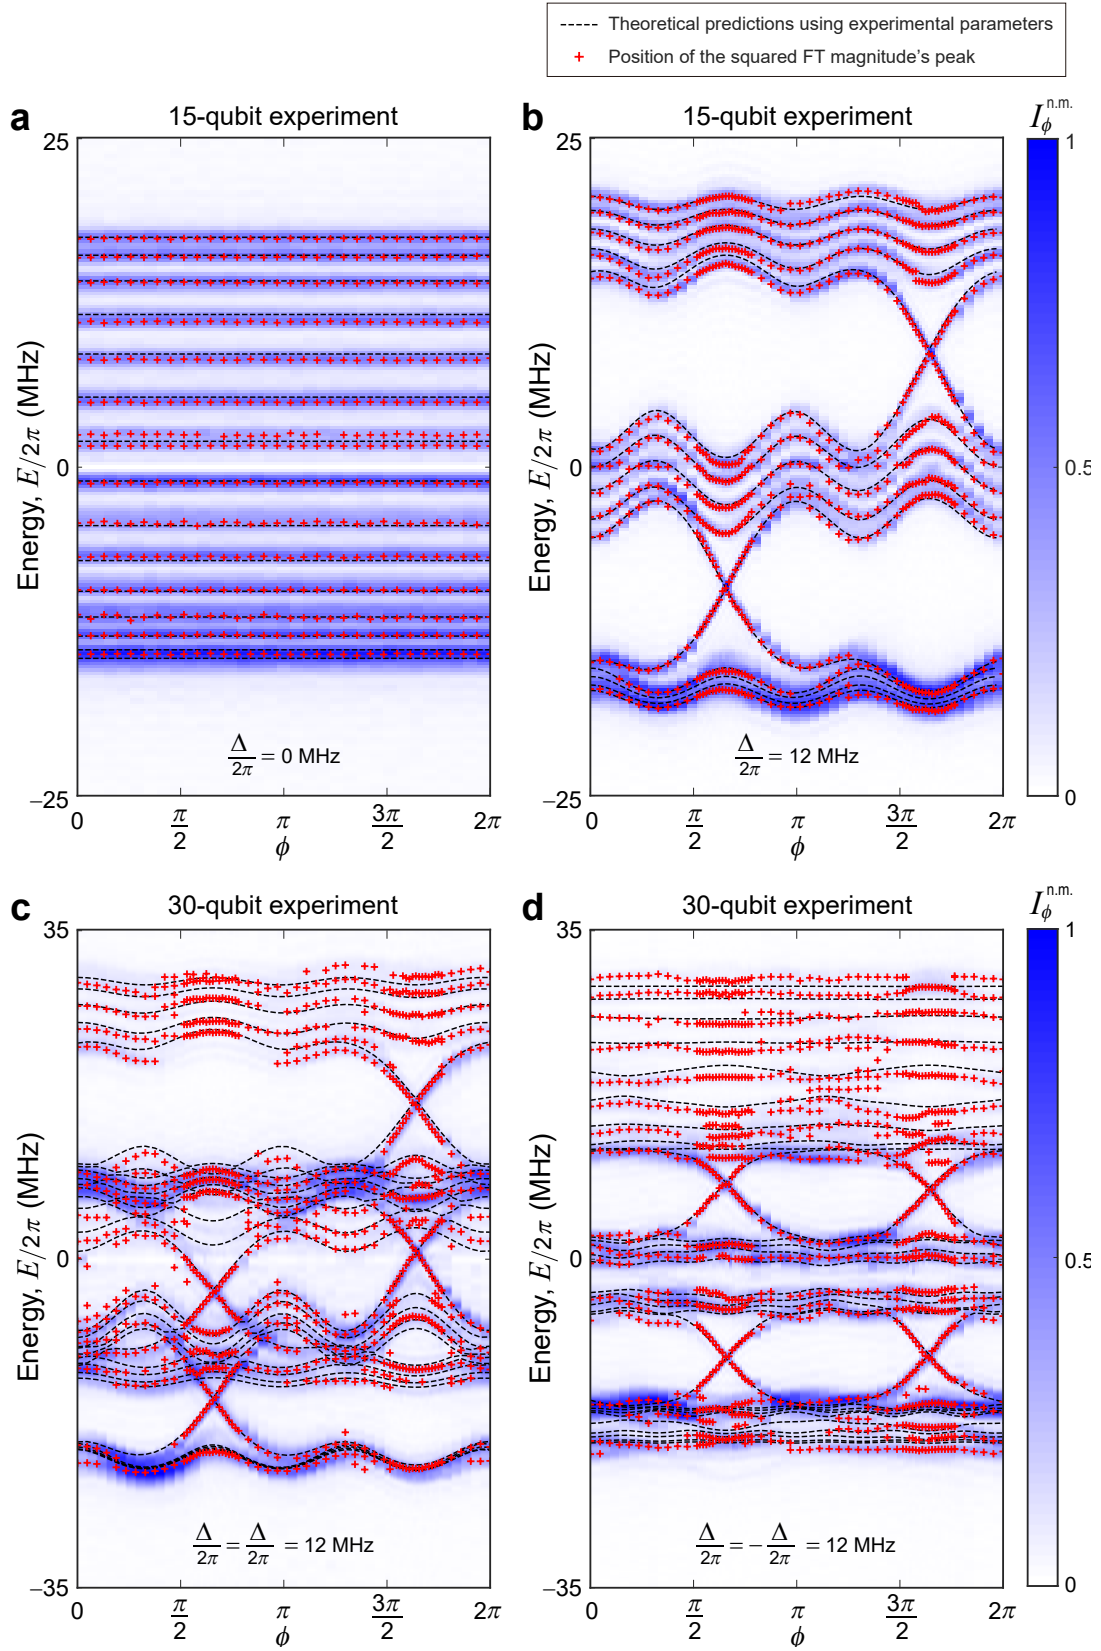 Theoretical predictions using experimental parameters
Position of the squared FT magnitude's peak
a
15-qubit experiment
25
0
−25
Energy, E/2π (MHz)
Δ/2π = 0 MHz
0 π/2 π 3π/2 2π
ϕ
b
15-qubit experiment
25
0
−25
Energy, E/2π (MHz)
Δ/2π = 12 MHz
0 π/2 π 3π/2 2π
ϕ
I_ϕ^n.m.
1
0.5
0
c
30-qubit experiment
35
0
−35
Energy, E/2π (MHz)
Δ/2π = Δ/2π = 12 MHz
0 π/2 π 3π/2 2π
ϕ
d
30-qubit experiment
35
0
−35
Energy, E/2π (MHz)
Δ/2π = −Δ/2π = 12 MHz
0 π/2 π 3π/2 2π
ϕ
I_ϕ^n.m.
1
0.5
0